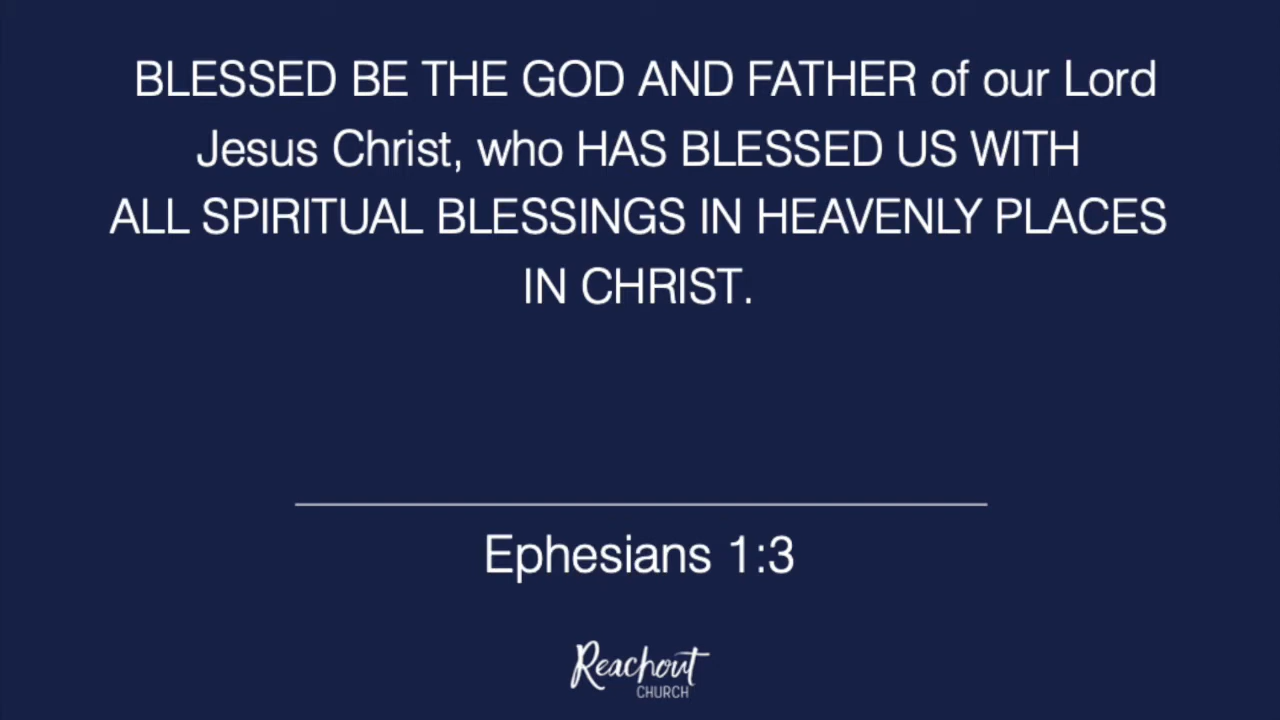 BLESSED BE THE GOD AND FATHER of our Lord
Jesus Christ, who HAS BLESSED US WITH
ALL SPIRITUAL BLESSINGS IN HEAVENLY PLACES
IN CHRIST.
Ephesians 1:3
Reachout
CHURCH